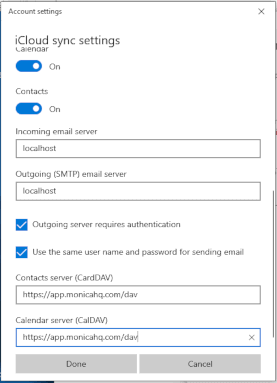 Account settings
iCloud sync settings
Calendar
On
Contacts
On
Incoming email server
localhost
Outgoing (SMTP) email server
localhost
Outgoing server requires authentication
Use the same user name and password for sending email
Contacts server (CardDAV)
https://app.monicahq.com/dav
Calendar server (CalDAV)
https://app.monicahq.com/dav
Done
Cancel